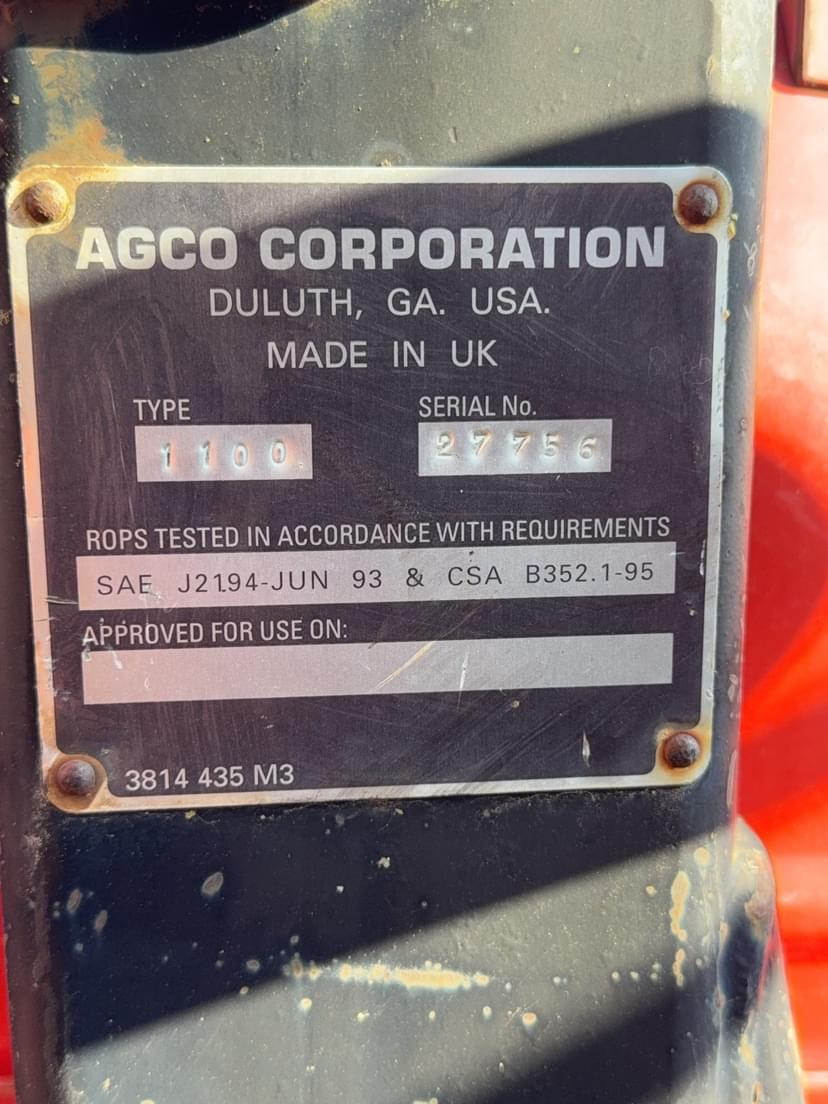 AGCO CORPORATION
DULUTH, GA. USA.
MADE IN UK
TYPE SERIAL No.
1100 27756
ROPS TESTED IN ACCORDANCE WITH REQUIREMENTS
SAE J2194-JUN 93 & CSA B352.1-95
APPROVED FOR USE ON:
3814 435 M3